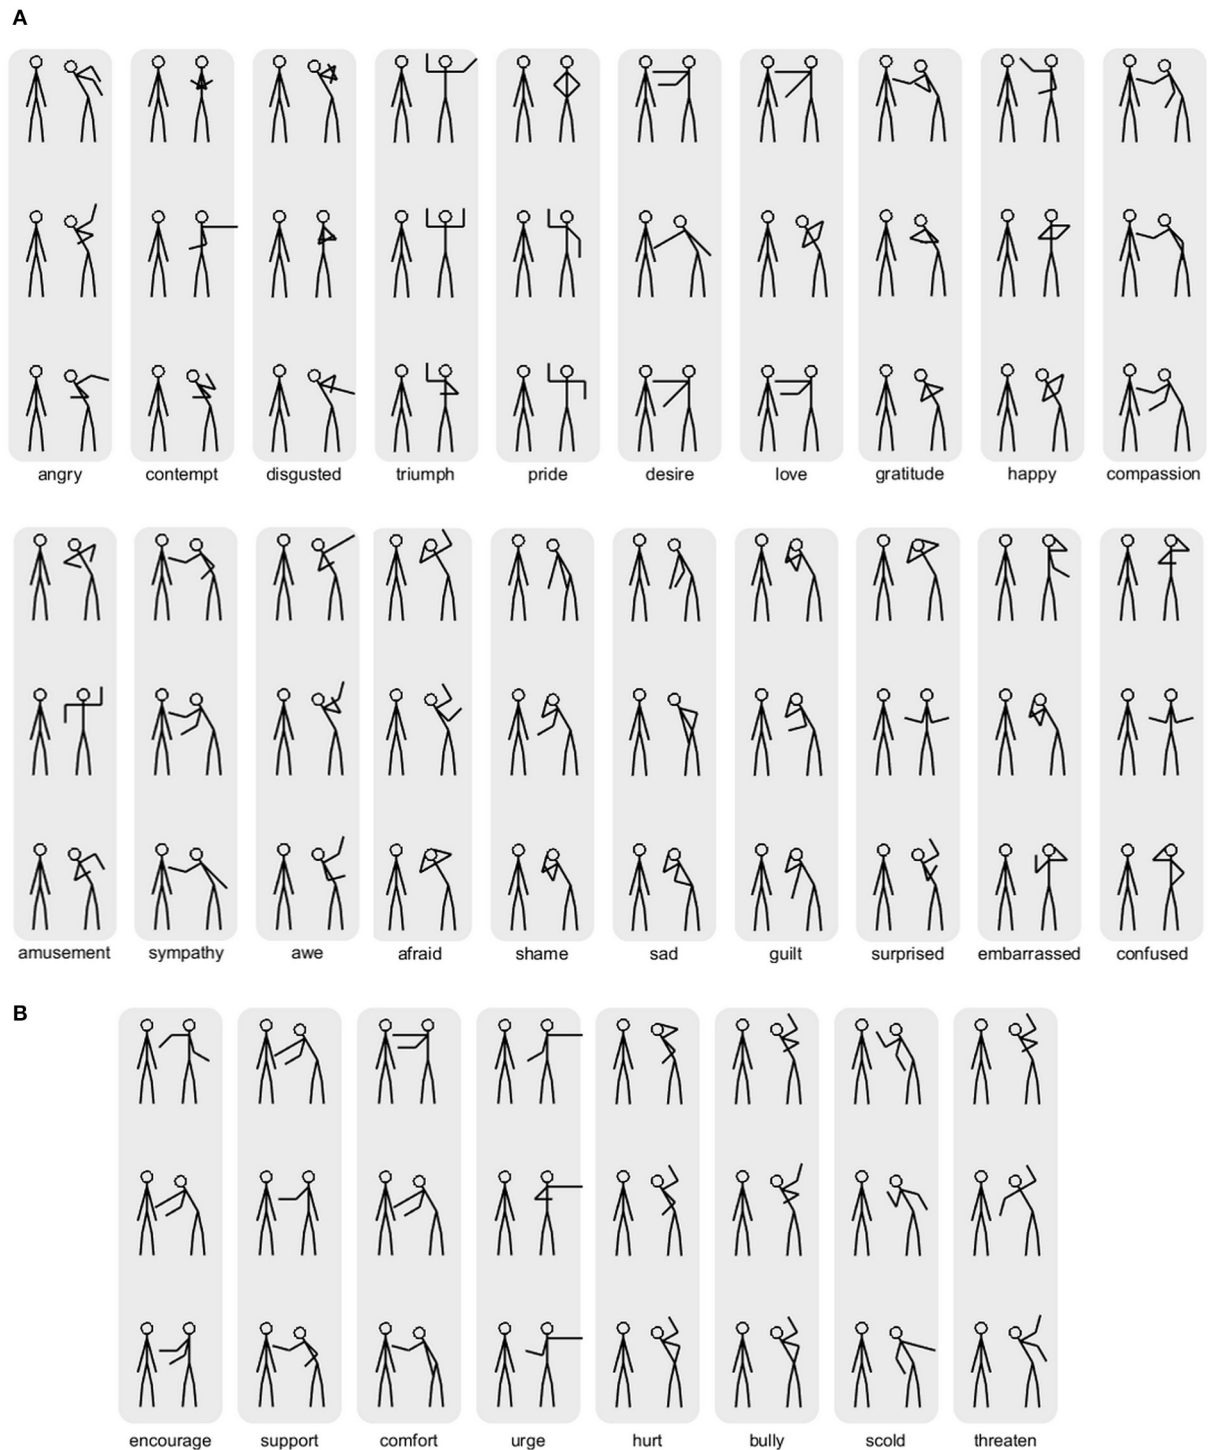 A
angry contempt disgusted triumph pride desire love gratitude happy compassion
amusement sympathy awe afraid shame sad guilt surprised embarrassed confused
B
encourage support comfort urge hurt bully scold threaten